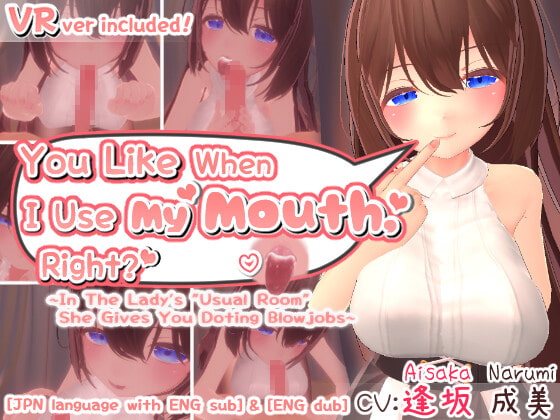 VR ver included!
You Like When
I Use My Mouth,
Right?
~In The Lady's "Usual Room"
She Gives You Doting Blowjobs~
Aisaka Narumi
[JPN language with ENG sub] & [ENG dub] CV:逢坂 成美